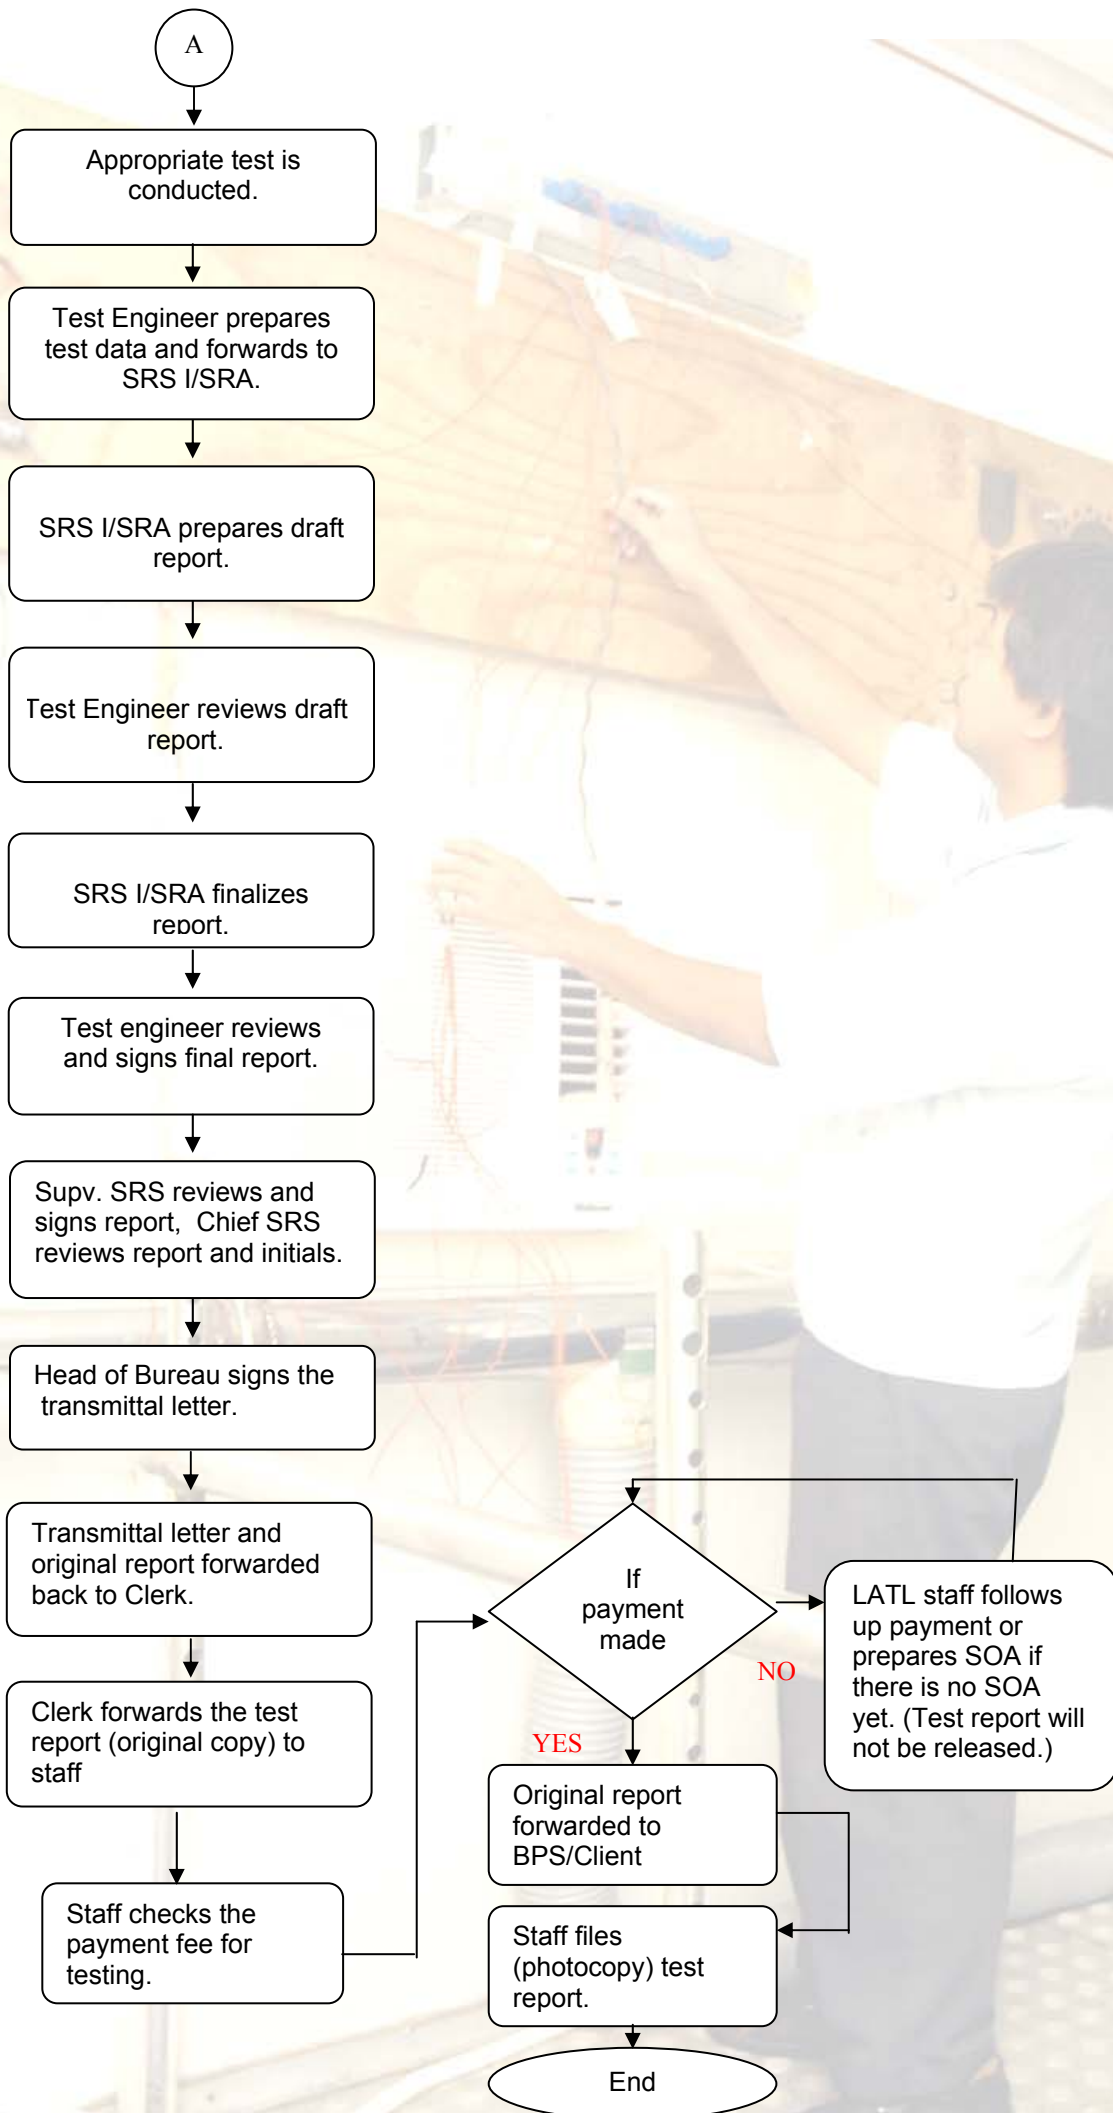 A
Appropriate test is
conducted.
Test Engineer prepares
test data and forwards to
SRS I/SRA.
SRS I/SRA prepares draft
report.
Test Engineer reviews draft
report.
SRS I/SRA finalizes
report.
Test engineer reviews
and signs final report.
Supv. SRS reviews and
signs report, Chief SRS
reviews report and initials.
Head of Bureau signs the
transmittal letter.
Transmittal letter and
original report forwarded
back to Clerk.
Clerk forwards the test
report (original copy) to
staff
Staff checks the
payment fee for
testing.
If
payment
made
NO
LATL staff follows
up payment or
prepares SOA if
there is no SOA
yet. (Test report will
not be released.)
YES
Original report
forwarded to
BPS/Client
Staff files
(photocopy) test
report.
End